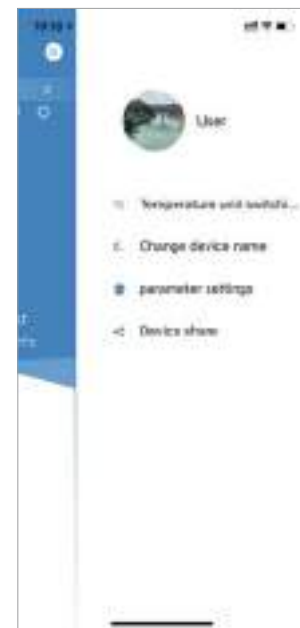 User
Temperature unit switchi...
Change device name
parameter settings
Device share